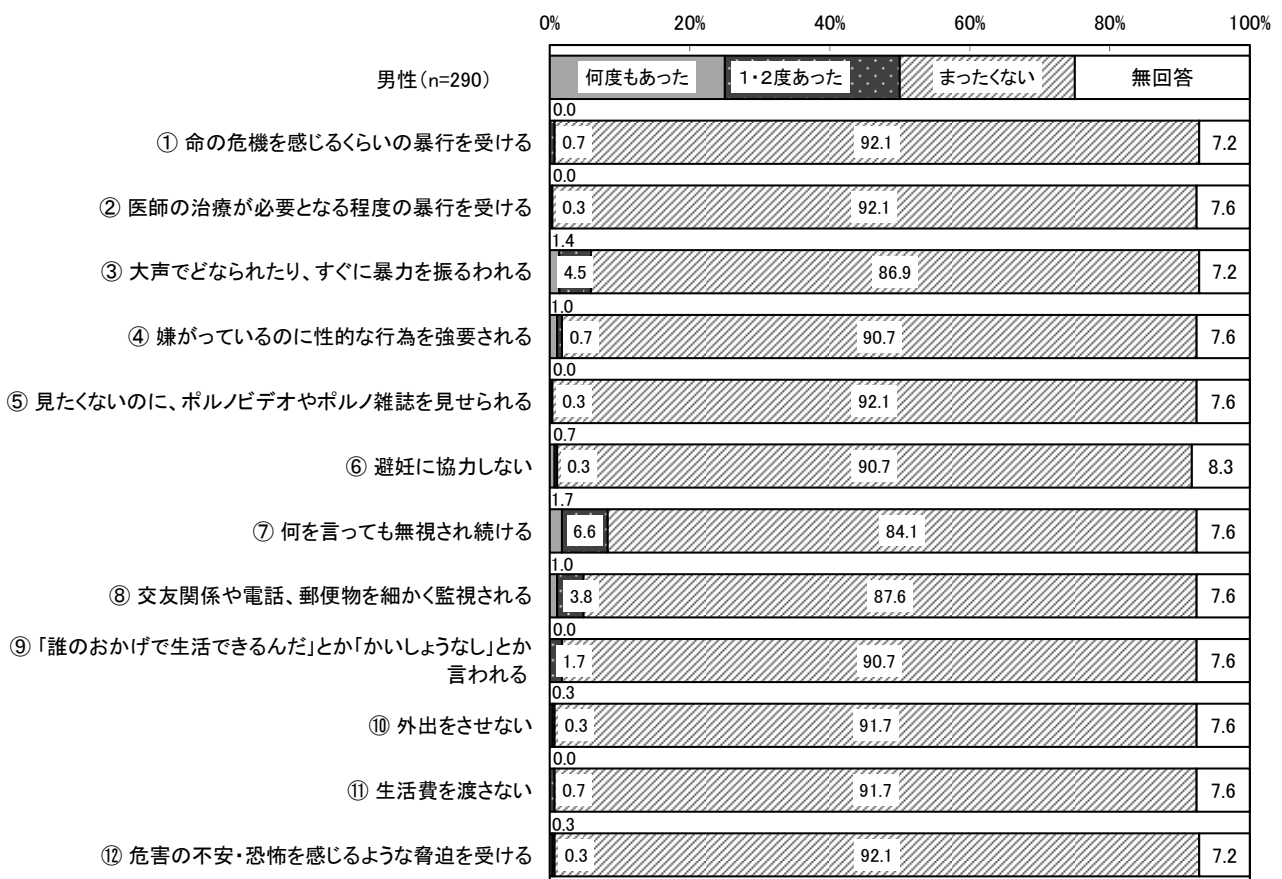 0% 20% 40% 60% 80% 100%
男性(n=290) 何度もあった 1・2度あった まったくない 無回答
0.0
① 命の危機を感じるくらいの暴行を受ける 0.7 92.1 7.2
0.0
② 医師の治療が必要となる程度の暴行を受ける 0.3 92.1 7.6
1.4
③ 大声でどなられたり、すぐに暴力を振るわれる 4.5 86.9 7.2
1.0
④ 嫌がっているのに性的な行為を強要される 0.7 90.7 7.6
0.0
⑤ 見たくないのに、ポルノビデオやポルノ雑誌を見せられる 0.3 92.1 7.6
0.7
⑥ 避妊に協力しない 0.3 90.7 8.3
1.7
⑦ 何を言っても無視され続ける 6.6 84.1 7.6
1.0
⑧ 交友関係や電話、郵便物を細かく監視される 3.8 87.6 7.6
0.0
⑨ 「誰のおかげで生活できるんだ」とか「かいしょうなし」とか
言われる 1.7 90.7 7.6
0.3
⑩ 外出をさせない 0.3 91.7 7.6
0.0
⑪ 生活費を渡さない 0.7 91.7 7.6
0.3
⑫ 危害の不安・恐怖を感じるような脅迫を受ける 0.3 92.1 7.2